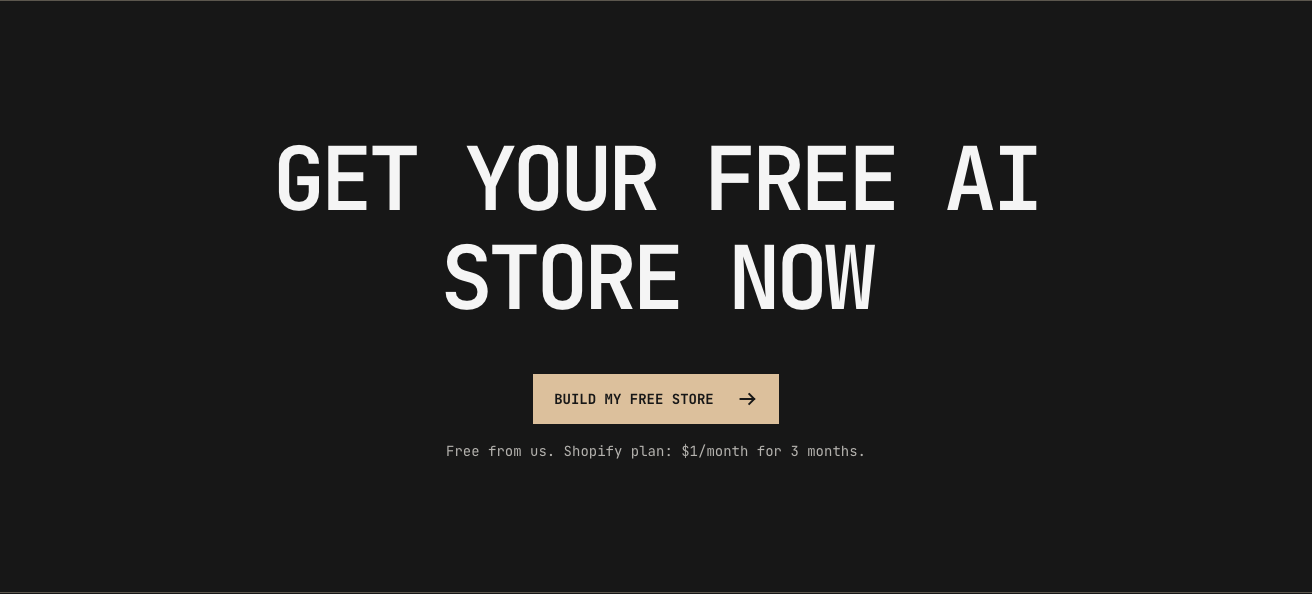 GET YOUR FREE AI
STORE NOW
BUILD MY FREE STORE
Free from us. Shopify plan: $1/month for 3 months.